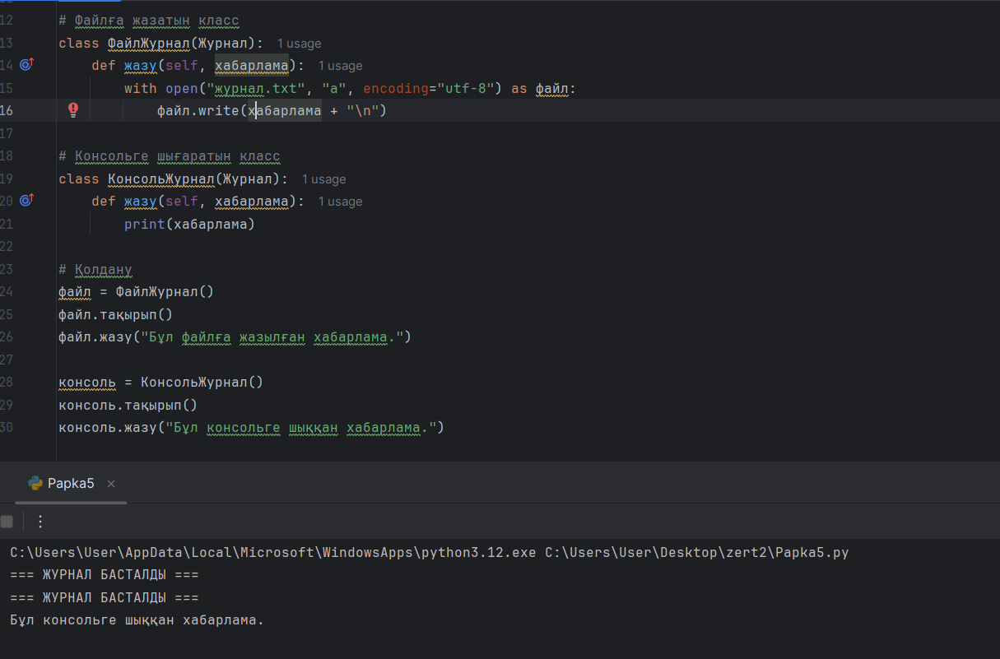 12 # Файлға жазатын класс
13 class ФайлЖурнал(Журнал): 1 usage
14 def жазу(self, хабарлама): 1 usage
15 with open("журнал.txt", "a", encoding="utf-8") as файл:
16 файл.write(хабарлама + "\n")
17
18 # Консольге шығаратын класс
19 class КонсольЖурнал(Журнал): 1 usage
20 def жазу(self, хабарлама): 1 usage
21 print(хабарлама)
22
23 # Қолдану
24 файл = ФайлЖурнал()
25 файл.тақырып()
26 файл.жазу("Бұл файлға жазылған хабарлама.")
27
28 консоль = КонсольЖурнал()
29 консоль.тақырып()
30 консоль.жазу("Бұл консольге шыққан хабарлама.")
Papka5
C:\Users\User\AppData\Local\Microsoft\WindowsApps\python3.12.exe C:\Users\User\Desktop\zert2\Papka5.py
=== ЖУРНАЛ БАСТАЛДЫ ===
=== ЖУРНАЛ БАСТАЛДЫ ===
Бұл консольге шыққан хабарлама.